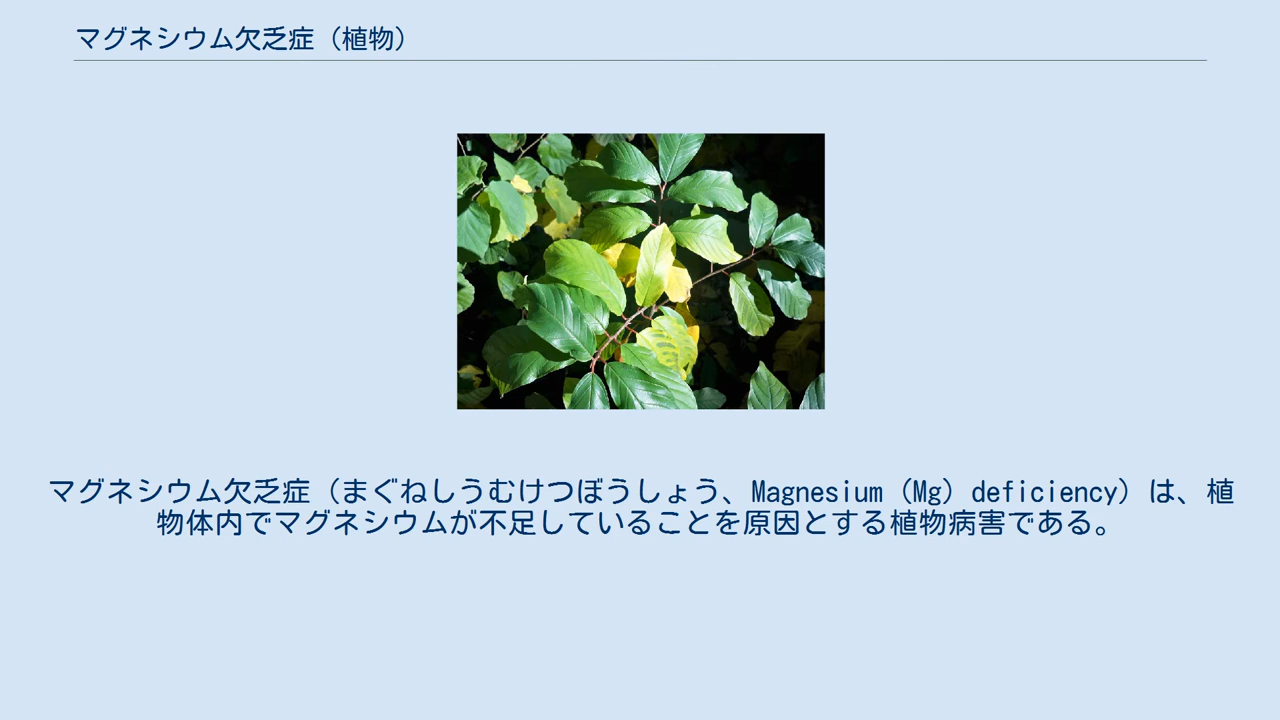 マグネシウム欠乏症（植物）
マグネシウム欠乏症（まぐねしうむけつぼうしょう、Magnesium（Mg）deficiency）は、植
物体内でマグネシウムが不足していることを原因とする植物病害である。